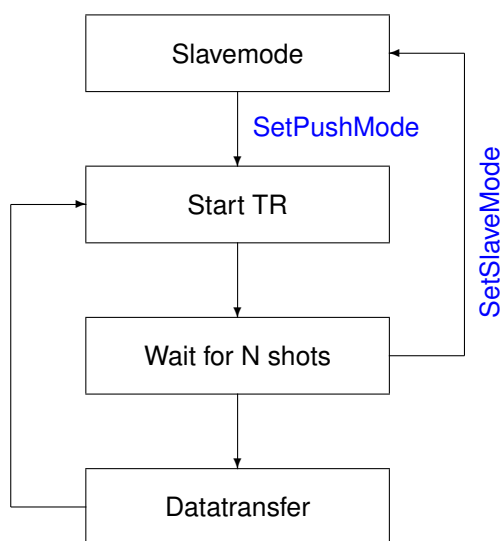 Slavemode
SetPushMode
Start TR
SetSlaveMode
Wait for N shots
Datatransfer